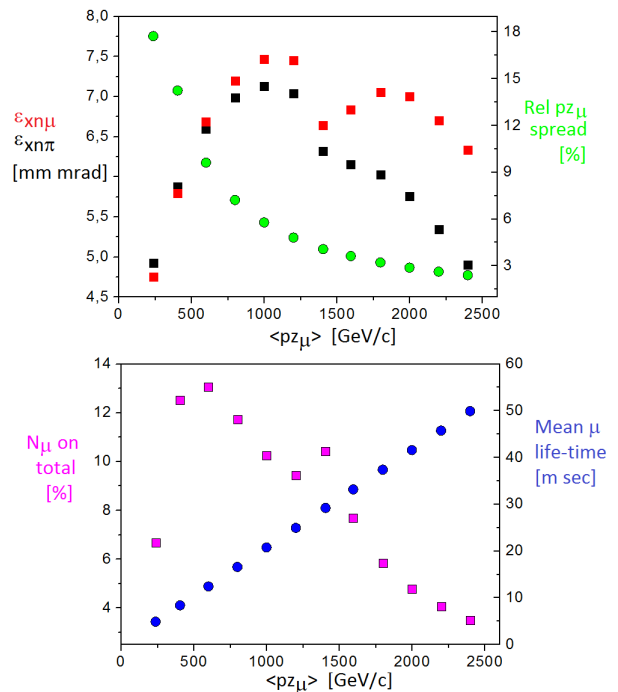 8,0
7,5
7,0
6,5
5,5
5,0
4,5
εxnμ
εxnπ
[mm mrad]
18
15
12
9
6
3
Rel pzμ
spread
[%]
0 500 1000 1500 2000 2500
<pzμ> [GeV/c]
14
12
10
8
6
4
Nμ on
total
[%]
60
50
40
30
20
10
0
Mean μ
life-time
[m sec]
0 500 1000 1500 2000 2500
<pzμ> [GeV/c]